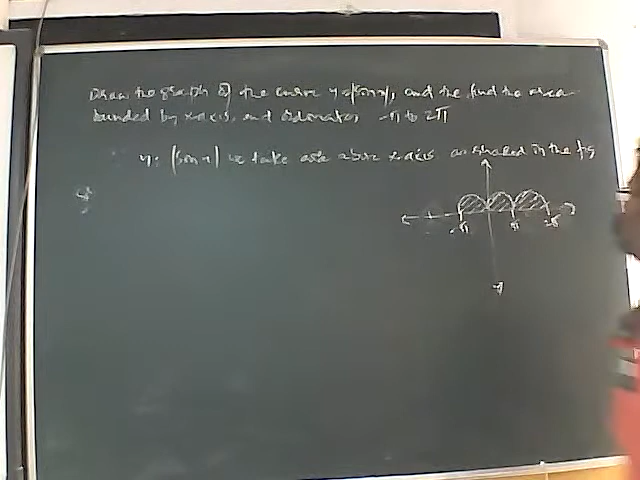 Draw the graph of the curve y = |sin x|, and the find the area
bounded by x-axis, and ordinates -π to 2π
y = |sin x| we take area above x-axis as shaded in the fig
-π π 2π